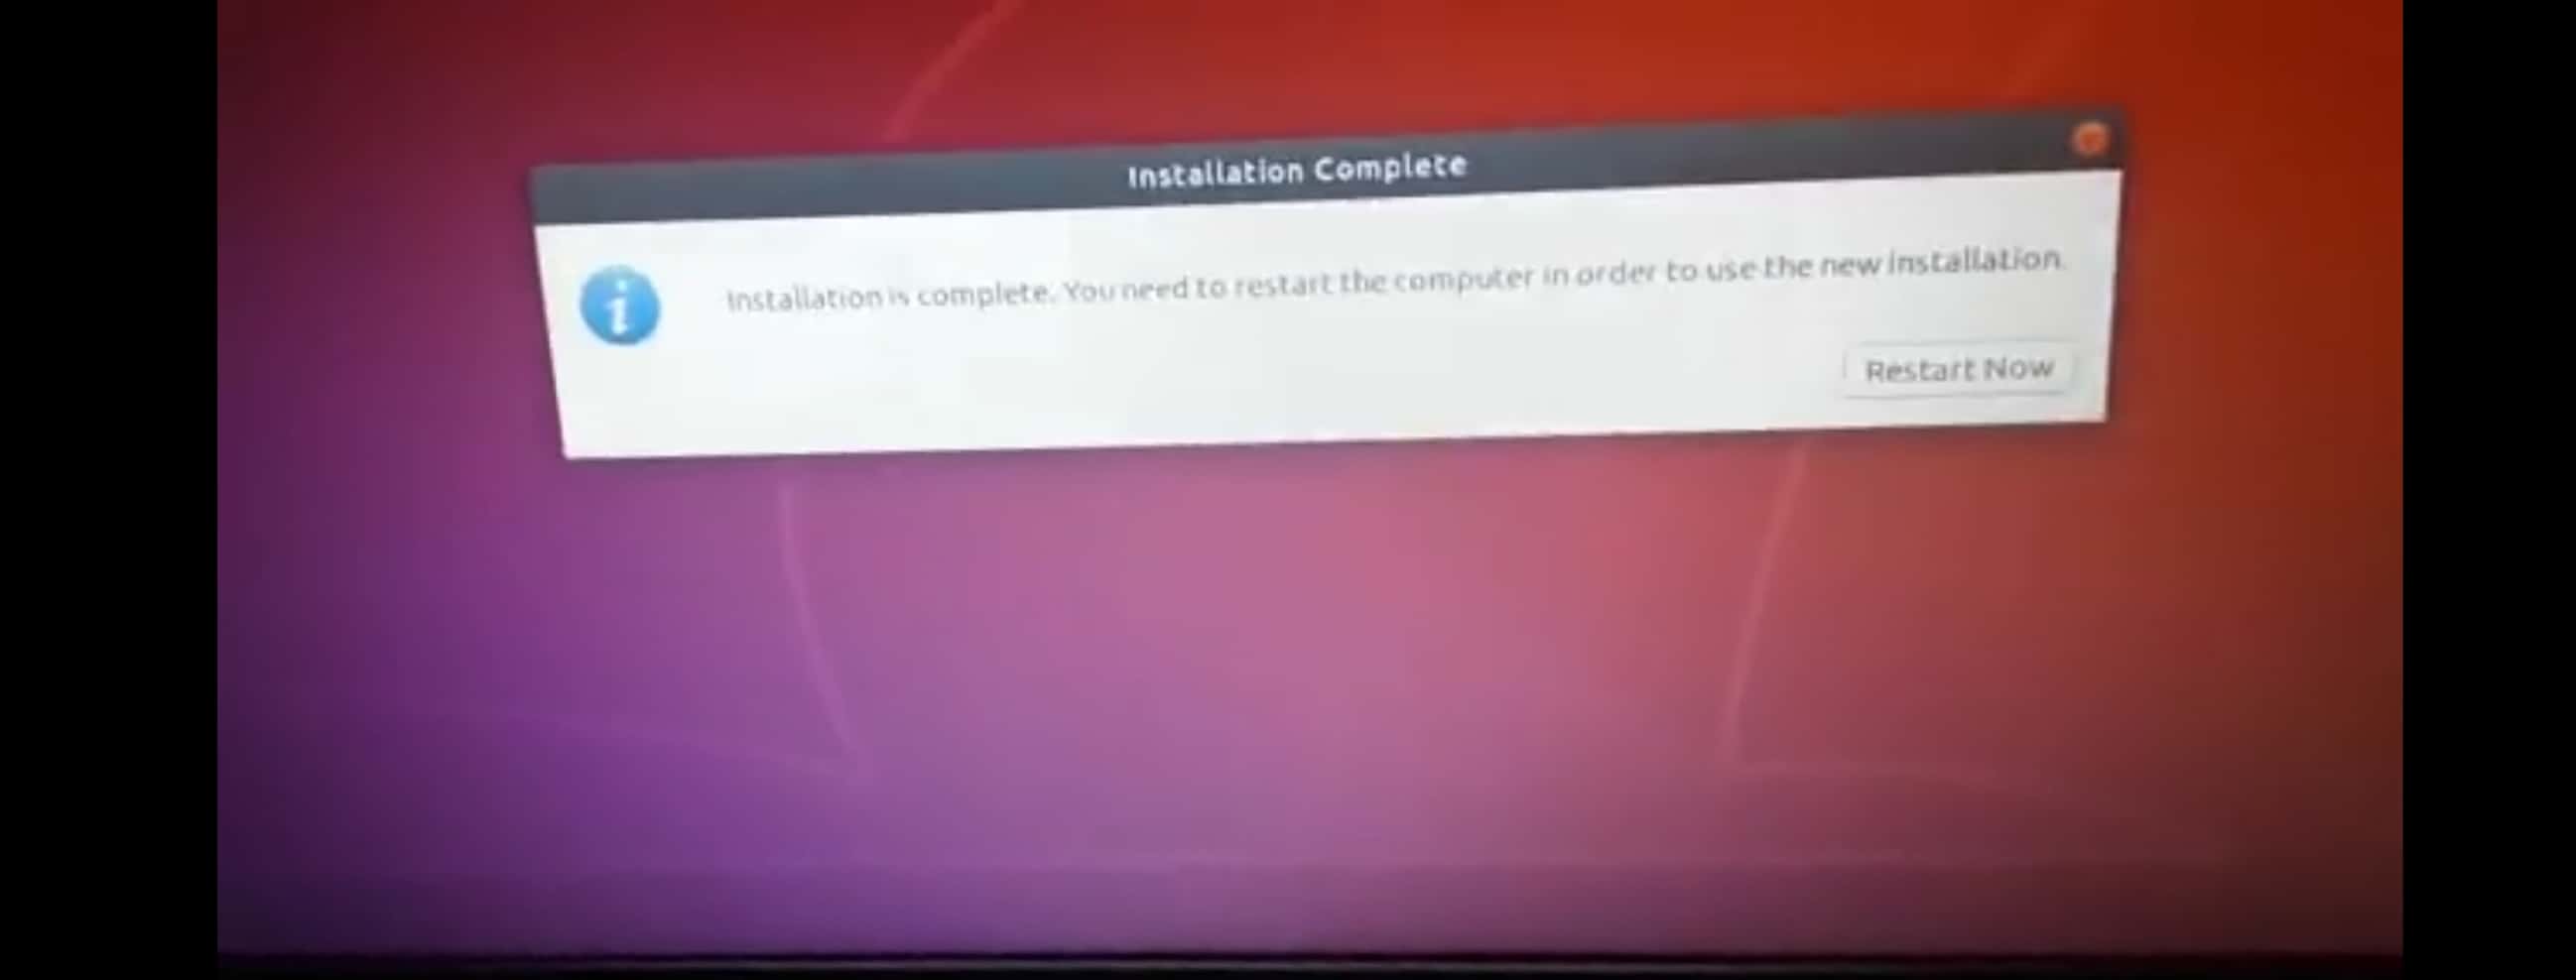 Installation Complete
Installation is complete. You need to restart the computer in order to use the new installation.
Restart Now